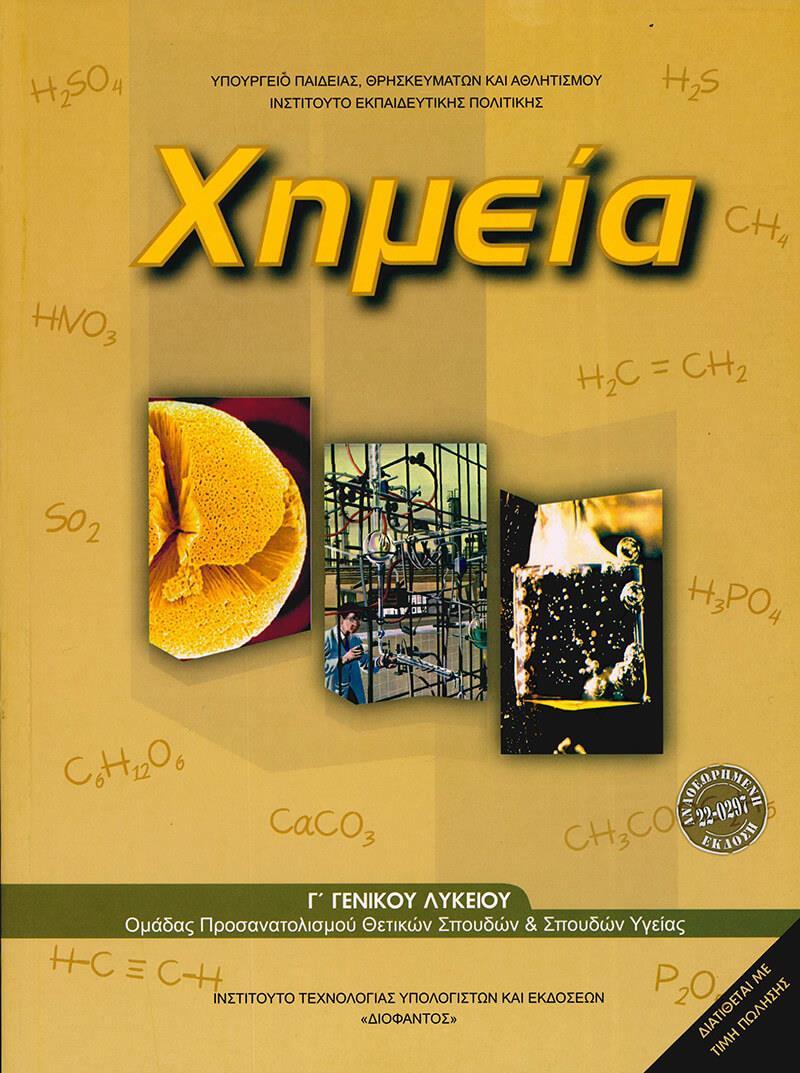 ΥΠΟΥΡΓΕΙΟ ΠΑΙΔΕΙΑΣ, ΘΡΗΣΚΕΥΜΑΤΩΝ ΚΑΙ ΑΘΛΗΤΙΣΜΟΥ
ΙΝΣΤΙΤΟΥΤΟ ΕΚΠΑΙΔΕΥΤΙΚΗΣ ΠΟΛΙΤΙΚΗΣ
H₂SO₄
H₂S
Χημεία
CH₄
HNO₃
H₂C = CH₂
SO₂
H₃PO₄
C₆H₁₂O₆
CaCO₃
ΑΝΑΘΕΩΡΗΜΕΝΗ
22-0297
ΕΚΔΟΣΗ
Γ΄ ΓΕΝΙΚΟΥ ΛΥΚΕΙΟΥ
Ομάδας Προσανατολισμού Θετικών Σπουδών & Σπουδών Υγείας
H-C ≡ C-H
ΙΝΣΤΙΤΟΥΤΟ ΤΕΧΝΟΛΟΓΙΑΣ ΥΠΟΛΟΓΙΣΤΩΝ ΚΑΙ ΕΚΔΟΣΕΩΝ
«ΔΙΟΦΑΝΤΟΣ»
ΔΙΑΤΙΘΕΤΑΙ ΜΕ
ΤΙΜΗ ΠΩΛΗΣΗΣ